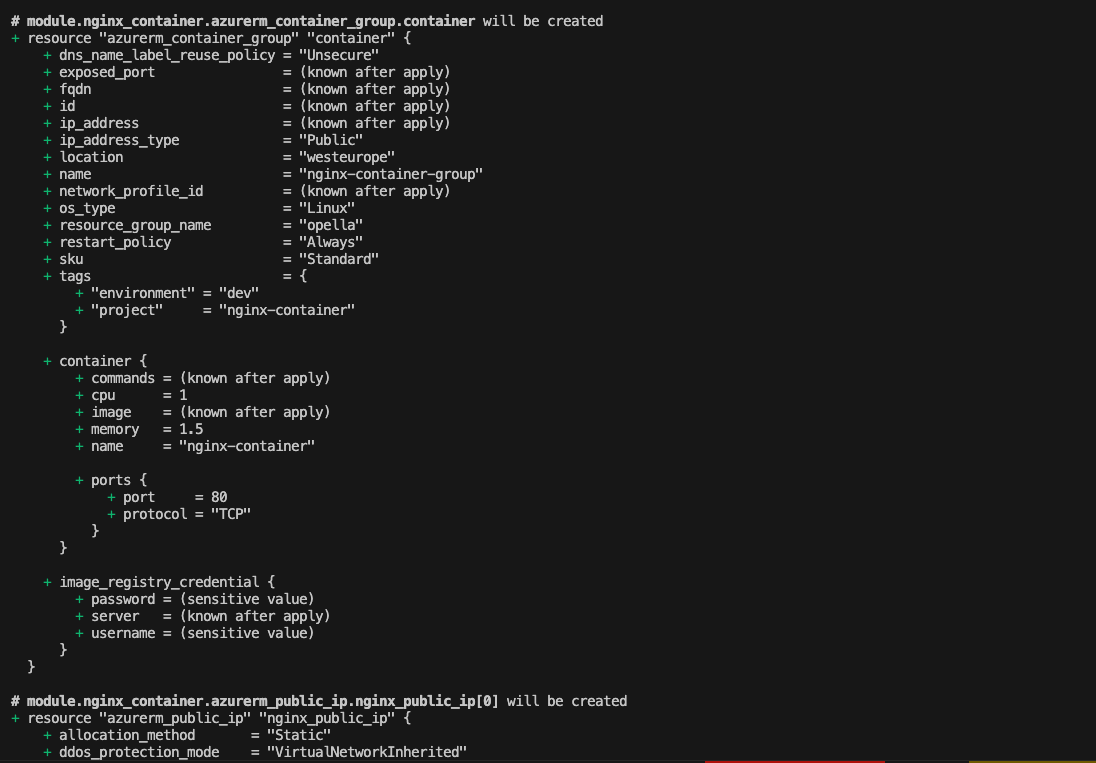 # module.nginx_container.azurerm_container_group.container will be created
+ resource "azurerm_container_group" "container" {
    + dns_name_label_reuse_policy = "Unsecure"
    + exposed_port                = (known after apply)
    + fqdn                        = (known after apply)
    + id                          = (known after apply)
    + ip_address                  = (known after apply)
    + ip_address_type             = "Public"
    + location                    = "westeurope"
    + name                        = "nginx-container-group"
    + network_profile_id          = (known after apply)
    + os_type                     = "Linux"
    + resource_group_name         = "opella"
    + restart_policy              = "Always"
    + sku                         = "Standard"
    + tags                        = {
        + "environment" = "dev"
        + "project"     = "nginx-container"
      }
    + container {
        + commands = (known after apply)
        + cpu      = 1
        + image    = (known after apply)
        + memory   = 1.5
        + name     = "nginx-container"
        + ports {
            + port     = 80
            + protocol = "TCP"
          }
      }
    + image_registry_credential {
        + password = (sensitive value)
        + server   = (known after apply)
        + username = (sensitive value)
      }
  }
# module.nginx_container.azurerm_public_ip.nginx_public_ip[0] will be created
+ resource "azurerm_public_ip" "nginx_public_ip" {
    + allocation_method       = "Static"
    + ddos_protection_mode    = "VirtualNetworkInherited"